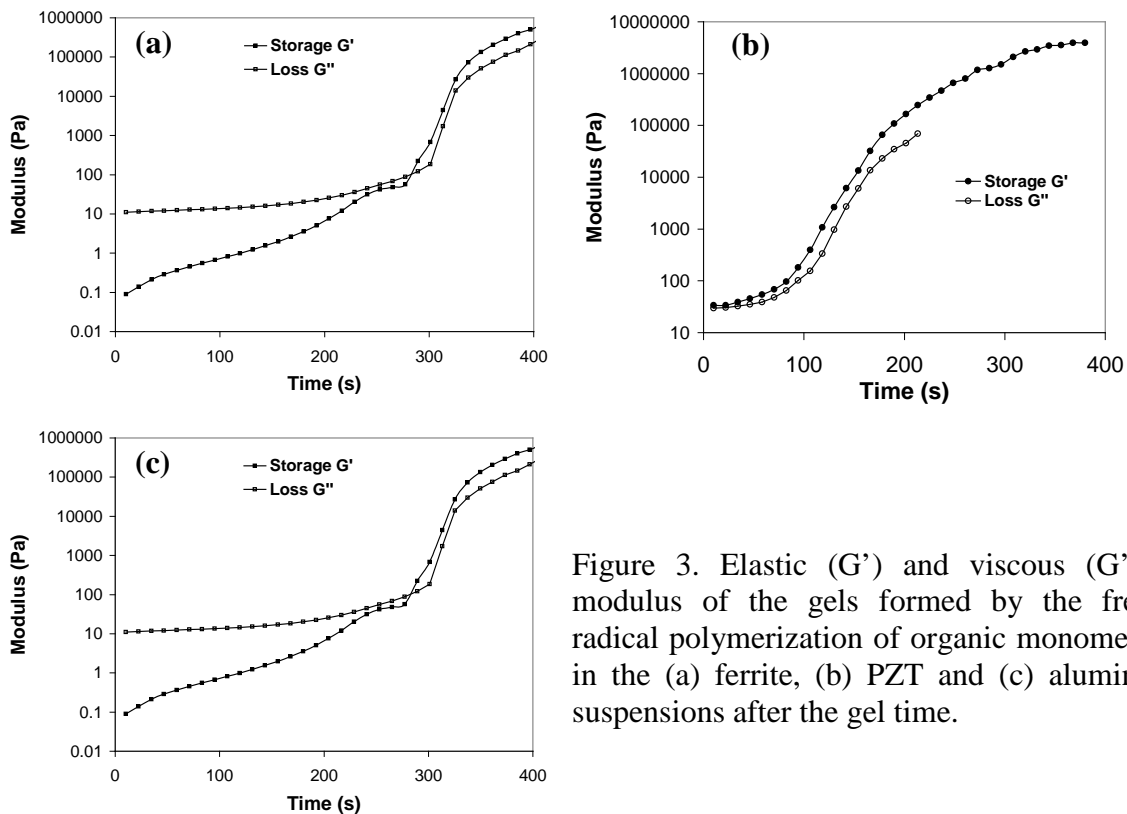 (a)
Storage G'
Loss G"
1000000
100000
10000
1000
100
10
1
0.1
0.01
Modulus (Pa)
0 100 200 300 400
Time (s)
(b)
Storage G'
Loss G"
10000000
1000000
100000
10000
1000
100
10
Modulus (Pa)
0 100 200 300 400
Time (s)
(c)
Storage G'
Loss G"
1000000
100000
10000
1000
100
10
1
0.1
0.01
Modulus (Pa)
0 100 200 300 400
Time (s)
Figure 3. Elastic (G’) and viscous (G’
modulus of the gels formed by the fre
radical polymerization of organic monome
in the (a) ferrite, (b) PZT and (c) alumin
suspensions after the gel time.